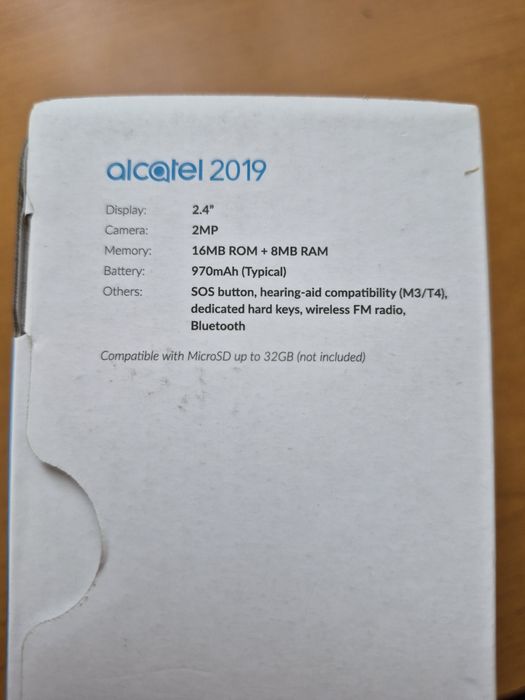 alcatel 2019
Display: 2.4"
Camera: 2MP
Memory: 16MB ROM + 8MB RAM
Battery: 970mAh (Typical)
Others: SOS button, hearing-aid compatibility (M3/T4),
dedicated hard keys, wireless FM radio,
Bluetooth
Compatible with MicroSD up to 32GB (not included)